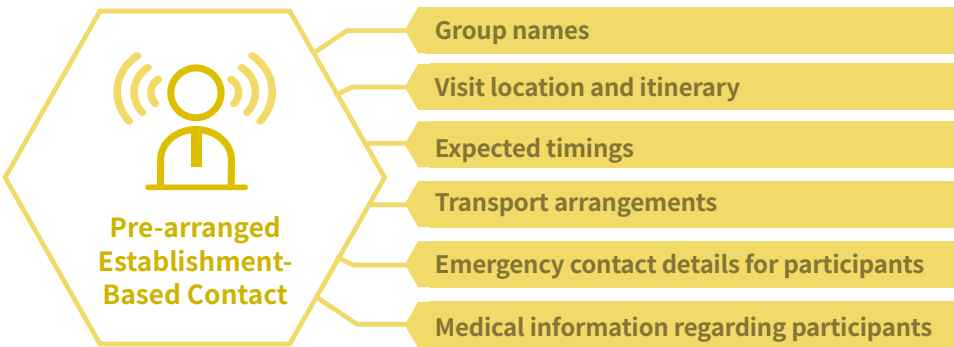 Pre-arranged
Establishment-
Based Contact
Group names
Visit location and itinerary
Expected timings
Transport arrangements
Emergency contact details for participants
Medical information regarding participants